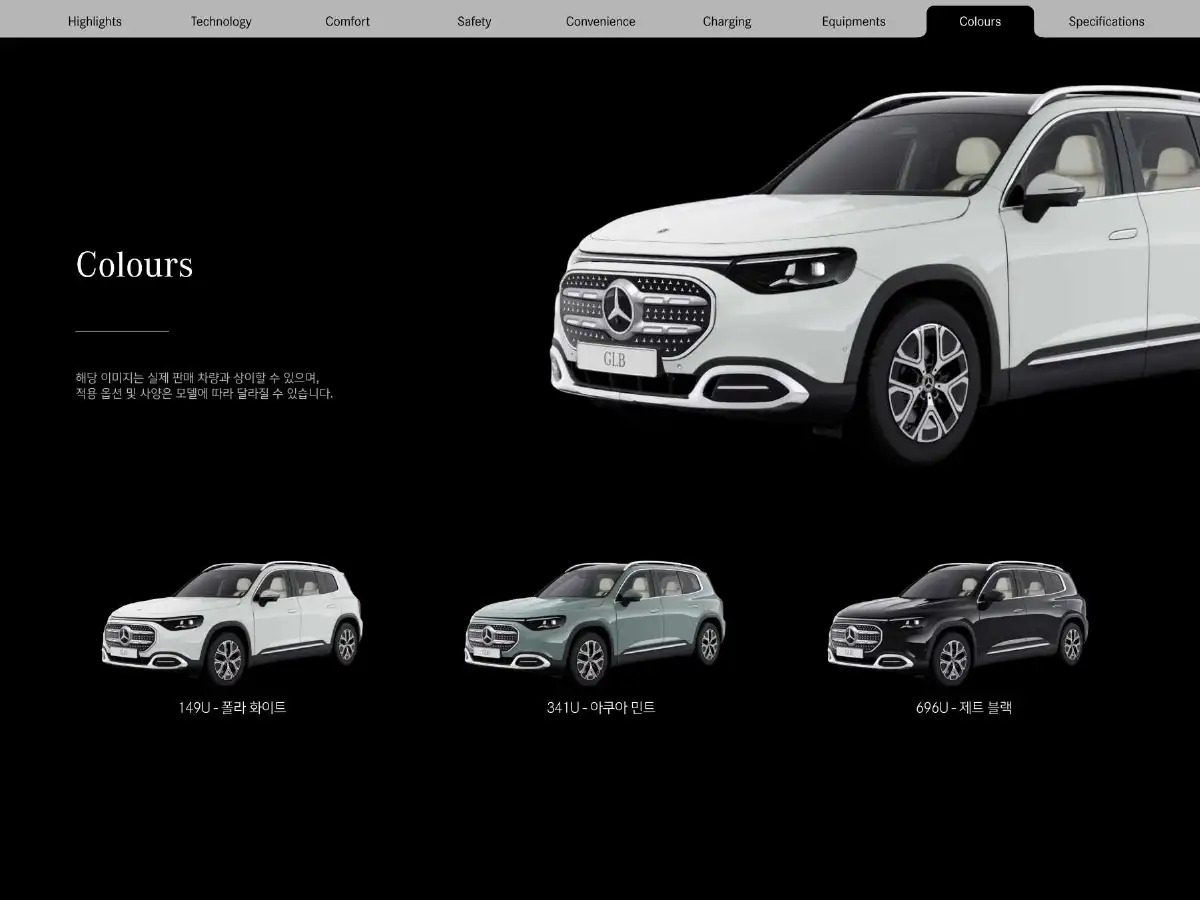 Highlights
Technology
Comfort
Safety
Convenience
Charging
Equipments
Colours
Specifications
Colours
해당 이미지는 실제 판매 차량과 상이할 수 있으며,
적용 옵션 및 사양은 모델에 따라 달라질 수 있습니다.
GLB
149U - 폴라 화이트
341U - 아쿠아 민트
696U - 제트 블랙